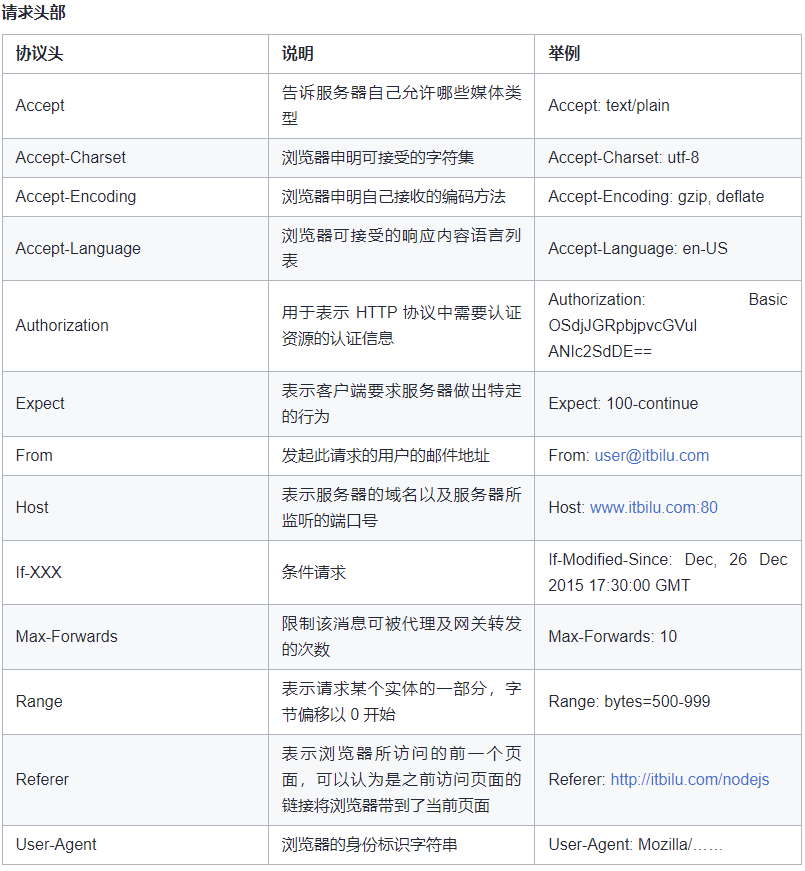 请求头部
协议头 说明 举例
Accept 告诉服务器自己允许哪些媒体类 Accept: text/plain
型
Accept-Charset 浏览器申明可接受的字符集 Accept-Charset: utf-8
Accept-Encoding 浏览器申明自己接收的编码方法 Accept-Encoding: gzip, deflate
Accept-Language 浏览器可接受的响应内容语言列 Accept-Language: en-US
表
Authorization 用于表示 HTTP 协议中需要认证 Authorization: Basic
资源的认证信息 OSdjJGRpbjpvcGVul
ANIc2SdDE==
Expect 表示客户端要求服务器做出特定 Expect: 100-continue
的行为
From 发起此请求的用户的邮件地址 From: user@itbilu.com
Host 表示服务器的域名以及服务器所 Host: www.itbilu.com:80
监听的端口号
If-XXX 条件请求 If-Modified-Since: Dec, 26 Dec
2015 17:30:00 GMT
Max-Forwards 限制该消息可被代理及网关转发 Max-Forwards: 10
的次数
Range 表示请求某个实体的一部分，字 Range: bytes=500-999
节偏移以 0 开始
Referer 表示浏览器所访问的前一个页 Referer: http://itbilu.com/nodejs
面，可以认为是之前访问页面的
链接将浏览器带到了当前页面
User-Agent 浏览器的身份标识字符串 User-Agent: Mozilla/……